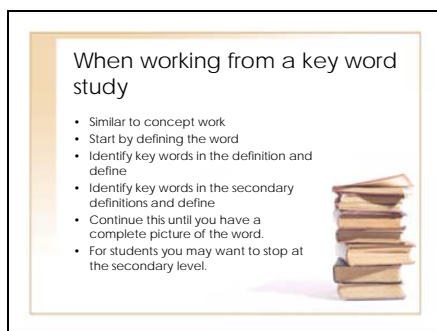 When working from a key word
study
• Similar to concept work
• Start by defining the word
• Identify key words in the definition and
define
• Identify key words in the secondary
definitions and define
• Continue this until you have a
complete picture of the word.
• For students you may want to stop at
the secondary level.